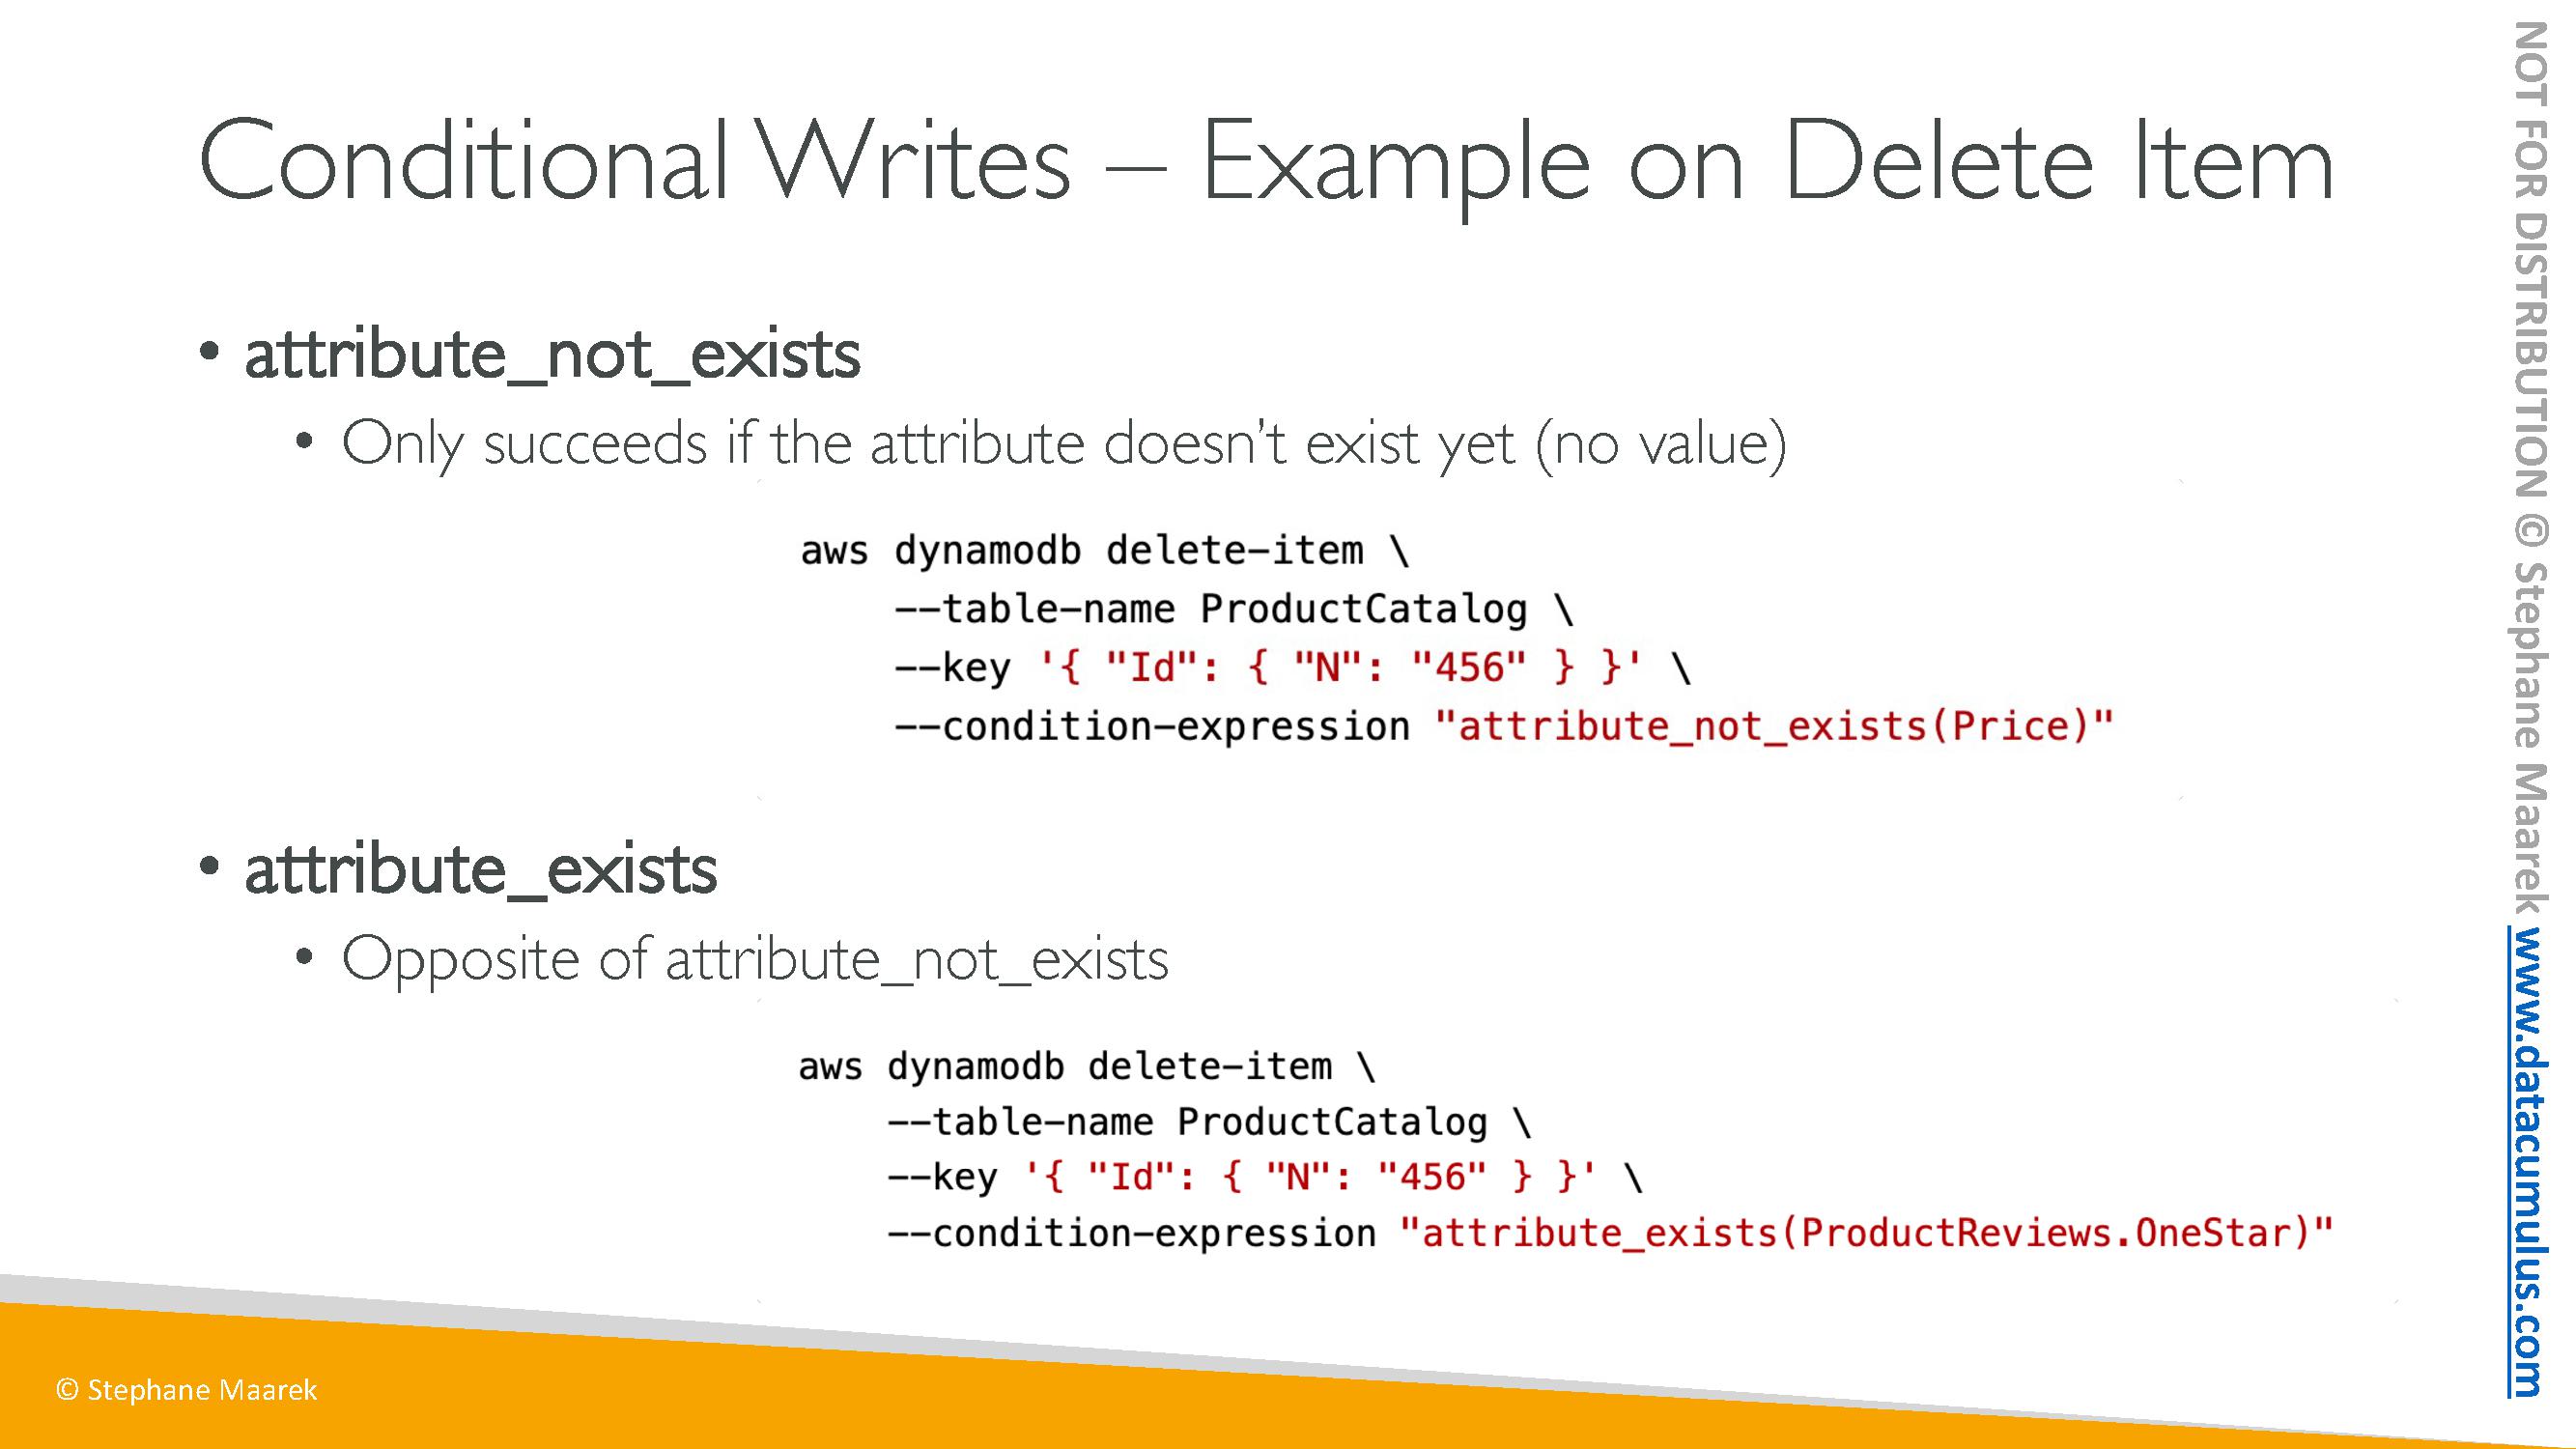 Conditional Writes – Example on Delete Item
• attribute_not_exists
• Only succeeds if the attribute doesn’t exist yet (no value)
aws dynamodb delete-item \
--table-name ProductCatalog \
--key '{ "Id": { "N": "456" } }' \
--condition-expression "attribute_not_exists(Price)"
• attribute_exists
• Opposite of attribute_not_exists
aws dynamodb delete-item \
--table-name ProductCatalog \
--key '{ "Id": { "N": "456" } }' \
--condition-expression "attribute_exists(ProductReviews.OneStar)"
© Stephane Maarek
NOT FOR DISTRIBUTION © Stephane Maarek www.datacumulus.com